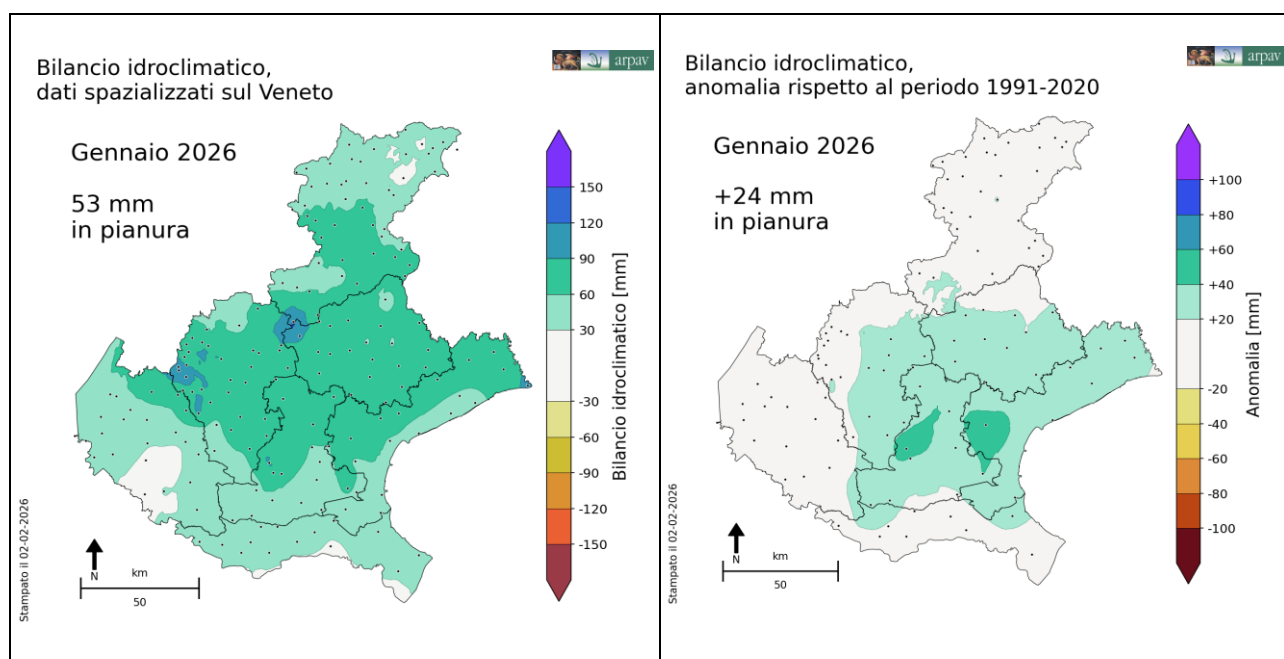 Bilancio idroclimatico,
dati spazializzati sul Veneto
arpav
Gennaio 2026
53 mm
in pianura
150
120
90
60
30
-30
-60
-90
-120
-150
Bilancio idroclimatico [mm]
Stampato il 02-02-2026
N
km
50
Bilancio idroclimatico,
anomalia rispetto al periodo 1991-2020
arpav
Gennaio 2026
+24 mm
in pianura
+100
+80
+60
+40
+20
-20
-40
-60
-80
-100
Anomalia [mm]
Stampato il 02-02-2026
N
km
50